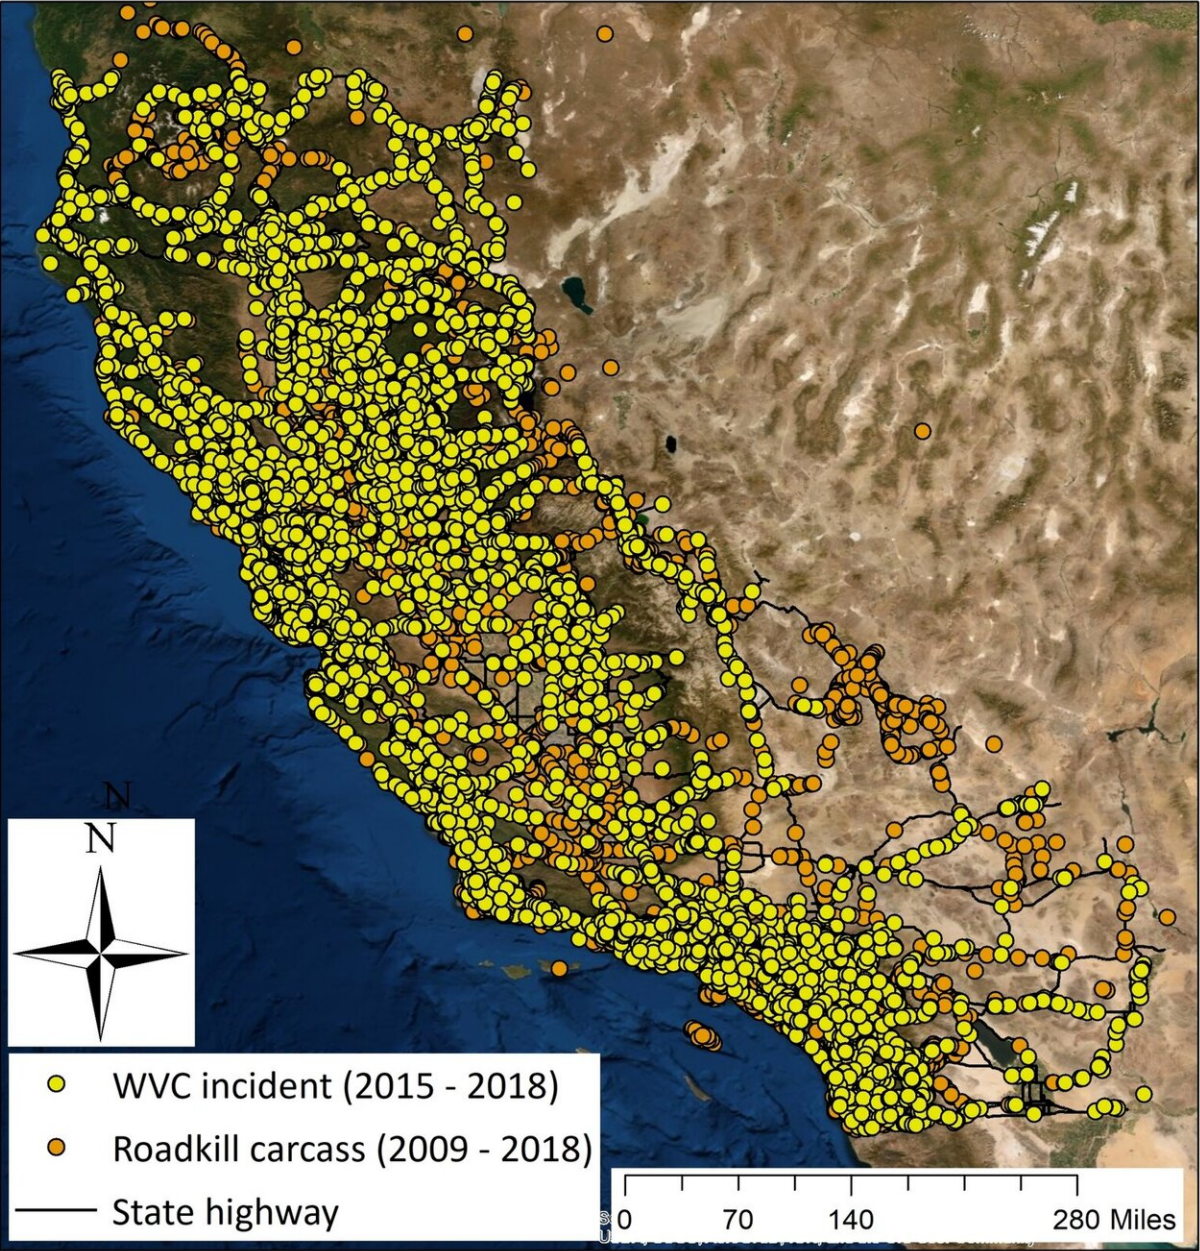 N
N
WVC incident (2015 - 2018)
Roadkill carcass (2009 - 2018)
State highway
0 70 140 280 Miles